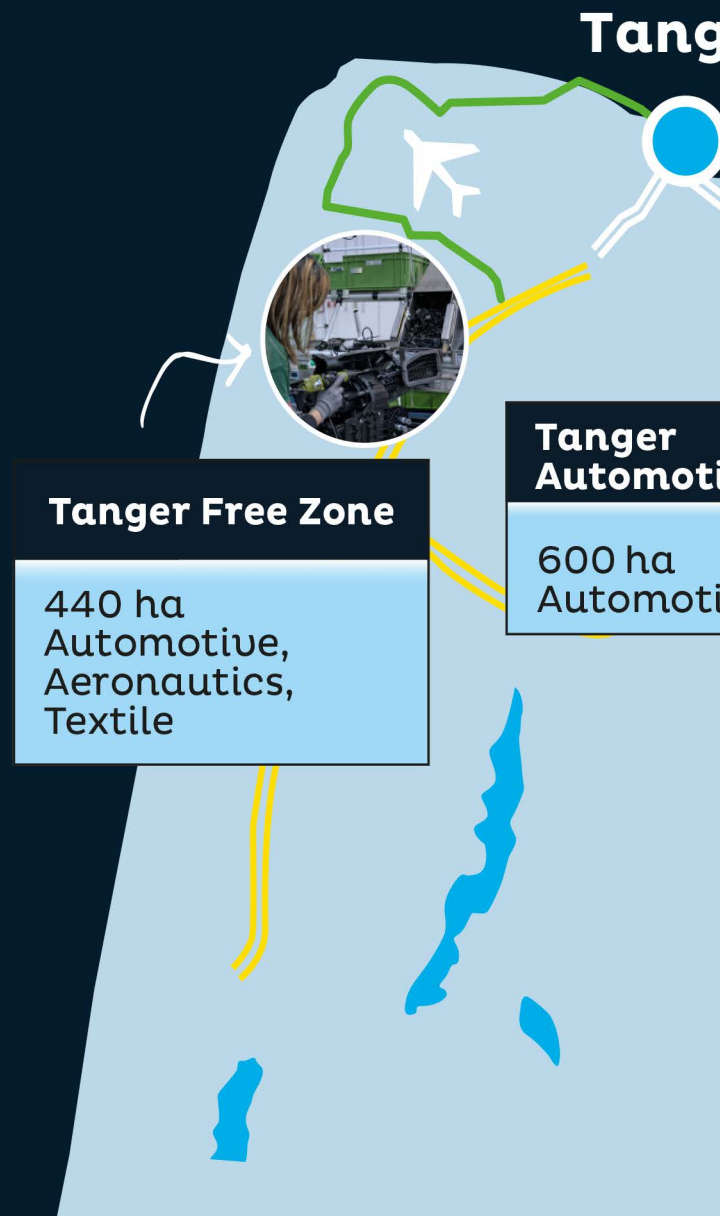 Tang
Tanger Free Zone
440 ha
Automotive,
Aeronautics,
Textile
Tanger
Automoti
600 ha
Automoti